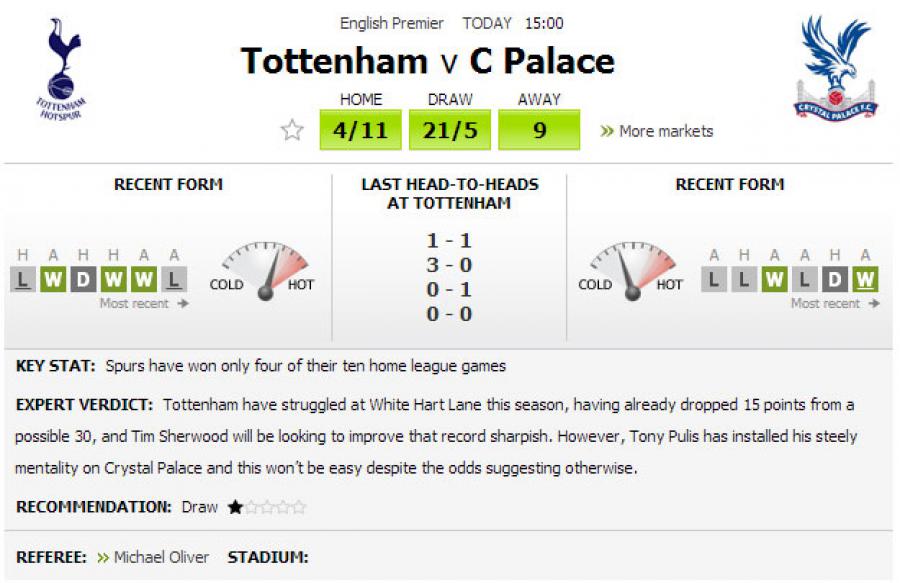 English Premier TODAY 15:00
Tottenham v C Palace
HOME DRAW AWAY
4/11 21/5 9 » More markets
TOTTENHAM
HOTSPUR
CRYSTAL PALACE F.C.
RECENT FORM
H A H H A A
L W D W W L
Most recent →
COLD HOT
LAST HEAD-TO-HEADS
AT TOTTENHAM
1 - 1
3 - 0
0 - 1
0 - 0
RECENT FORM
COLD HOT
A H A A H A
L L W L D W
Most recent →
KEY STAT: Spurs have won only four of their ten home league games
EXPERT VERDICT: Tottenham have struggled at White Hart Lane this season, having already dropped 15 points from a
possible 30, and Tim Sherwood will be looking to improve that record sharpish. However, Tony Pulis has installed his steely
mentality on Crystal Palace and this won't be easy despite the odds suggesting otherwise.
RECOMMENDATION: Draw ★☆☆☆☆
REFEREE: » Michael Oliver STADIUM: